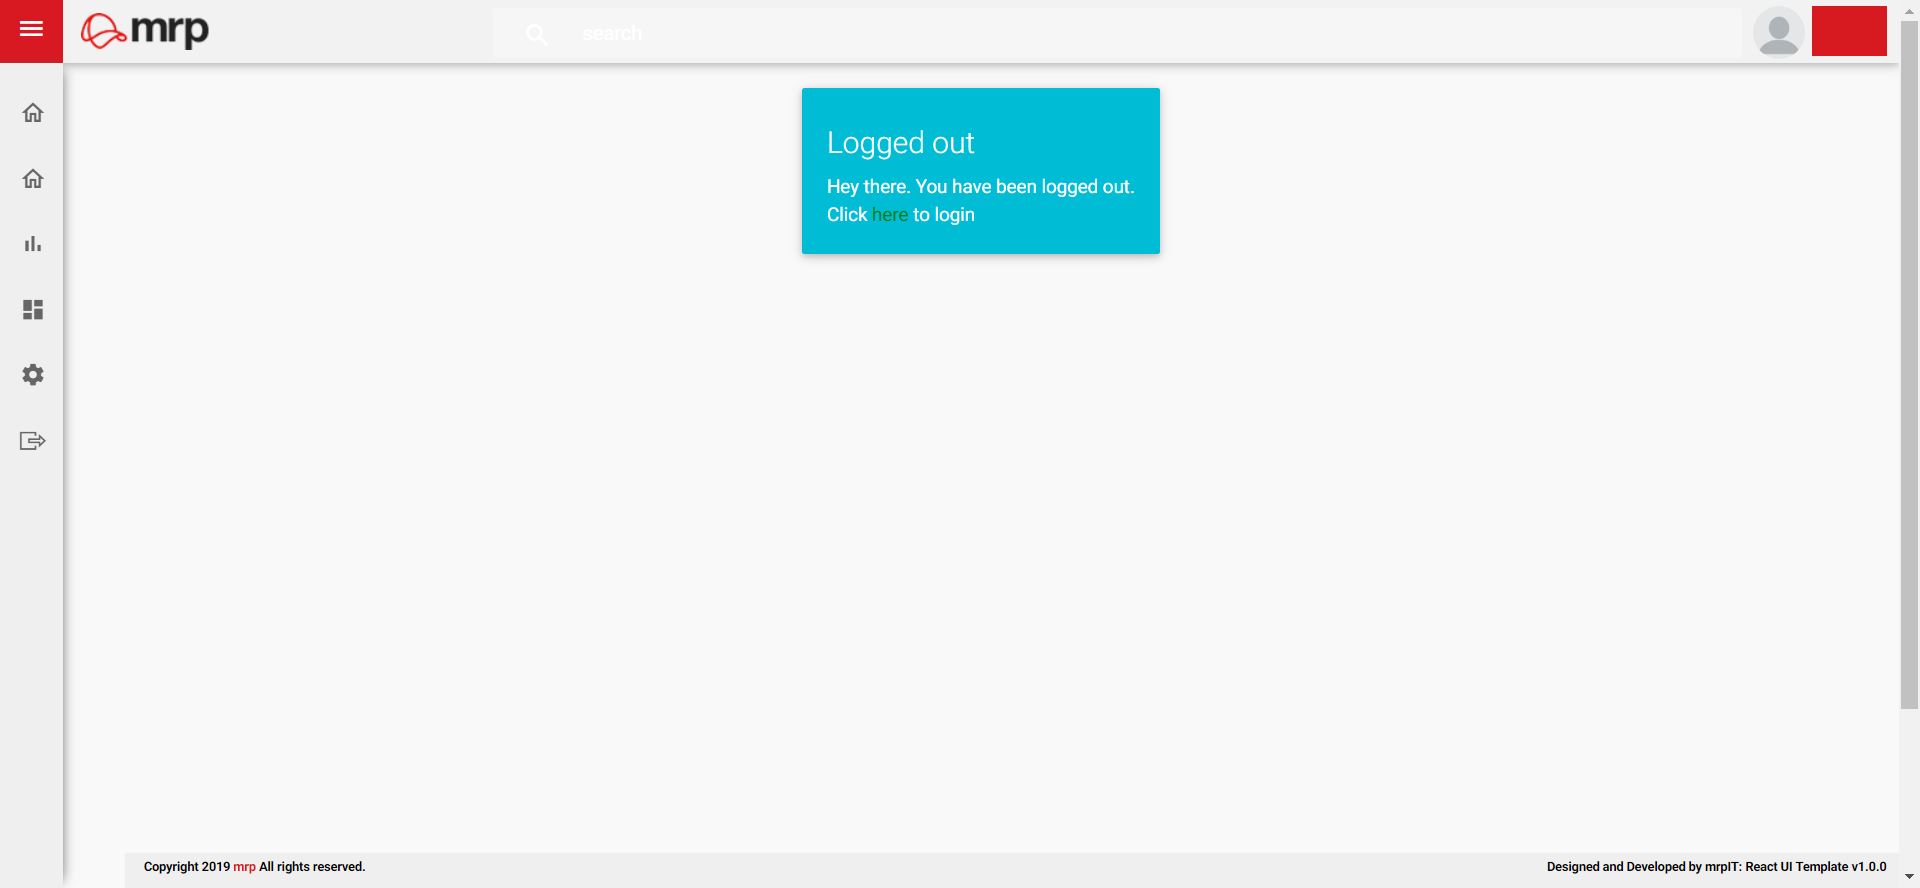 mrp
search
Logged out
Hey there. You have been logged out.
Click here to login
Copyright 2019 mrp All rights reserved.
Designed and Developed by mrpIT: React UI Template v1.0.0